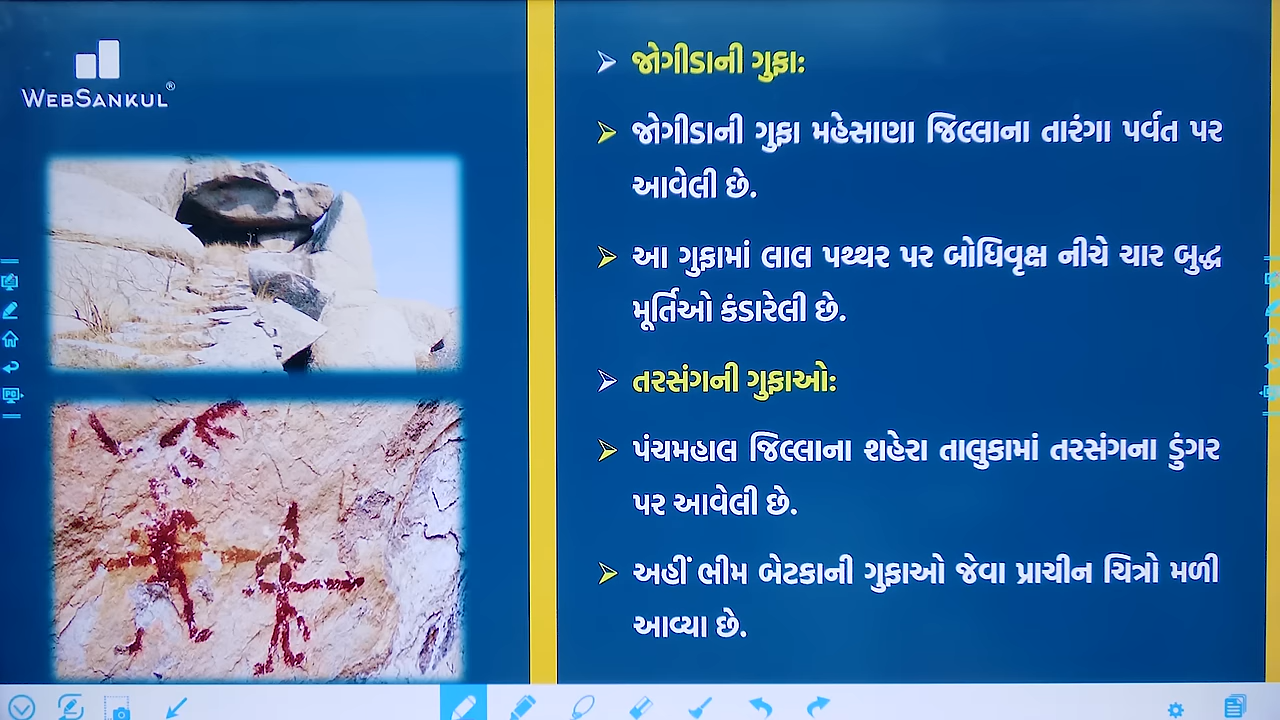 WEBSANKUL®
જોગીડાની ગુફા:
જોગીડાની ગુફા મહેસાણા જિલ્લાના તારંગા પર્વત પર
આવેલી છે.
આ ગુફામાં લાલ પથ્થર પર બોધિવૃક્ષ નીચે ચાર બુદ્ધ
મૂર્તિઓ કંડારેલી છે.
તરસંગની ગુફાઓ:
પંચમહાલ જિલ્લાના શહેરા તાલુકામાં તરસંગના ડુંગર
પર આવેલી છે.
અહીં ભીમ બેટકાની ગુફાઓ જેવા પ્રાચીન ચિત્રો મળી
આવ્યા છે.